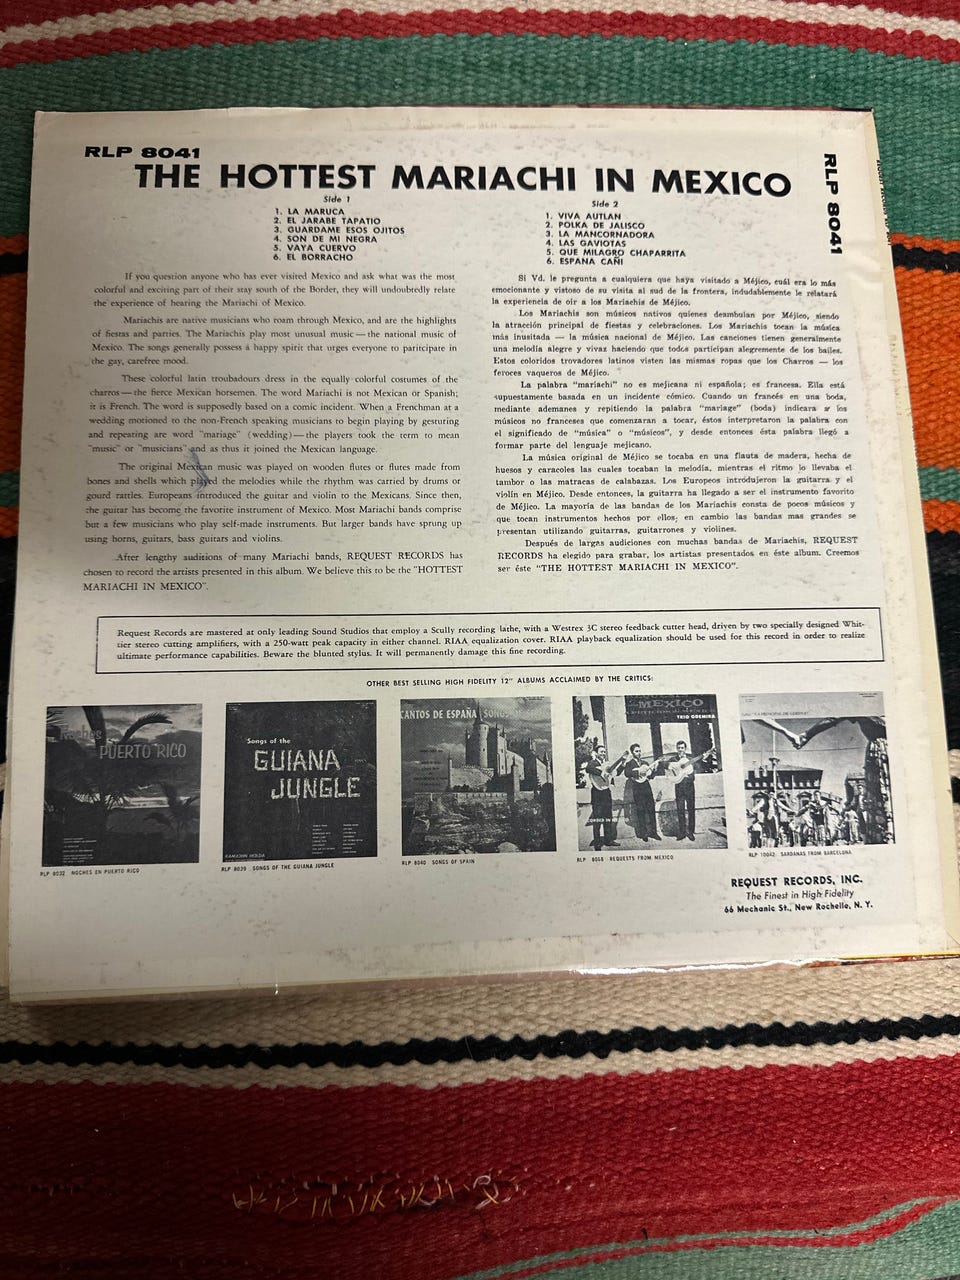 RLP 8041
THE HOTTEST MARIACHI IN MEXICO
RLP 8041
Side 1
1. LA MARUCA
2. EL JARABE TAPATIO
3. GUARDAME ESOS OJITOS
4. SON DE MI NEGRA
5. VAYA CUERVO
6. EL BORRACHO
Side 2
1. VIVA AUTLAN
2. POLKA DE JALISCO
3. LA MANCORNADORA
4. LAS GAVIOTAS
5. QUE MILAGRO CHAPARRITA
6. ESPANA CAÑI
If you question anyone who has ever visited Mexico and ask what was the most
colorful and exciting part of their stay south of the Border, they will undoubtedly relate
the experience of hearing the Mariachi of Mexico.
Mariachis are native musicians who roam through Mexico, and are the highlights
of fiestas and parties. The Mariachis play most unusual music — the national music of
Mexico. The songs generally possess a happy spirit that urges everyone to participate in
the gay, carefree mood.
These colorful latin troubadours dress in the equally colorful costumes of the
charros — the fierce Mexican horsemen. The word Mariachi is not Mexican or Spanish;
it is French. The word is supposedly based on a comic incident. When a Frenchman at a
wedding motioned to the non-French speaking musicians to begin playing by gesturing
and repeating are word "mariage" (wedding) — the players took the term to mean
"music" or "musicians" and as thus it joined the Mexican language.
The original Mexican music was played on wooden flutes or flutes made from
bones and shells which played the melodies while the rhythm was carried by drums or
gourd rattles. Europeans introduced the guitar and violin to the Mexicans. Since then,
the guitar has become the favorite instrument of Mexico. Most Mariachi bands comprise
but a few musicians who play self-made instruments. But larger bands have sprung up
using horns, guitars, bass guitars and violins.
After lengthy auditions of many Mariachi bands, REQUEST RECORDS has
chosen to record the artists presented in this album. We believe this to be the "HOTTEST
MARIACHI IN MEXICO".
Si Vd. le pregunta a cualquiera que haya visitado a Méjico, cuál era lo más
emocionante y vistoso de su visita al sud de la frontera, indudablemente le relatará
la experiencia de oir a los Mariachis de Méjico.
Los Mariachis son músicos nativos quienes deambulan por Méjico, siendo
la atracción principal de fiestas y celebraciones. Los Mariachis tocan la música
más inusitada — la música nacional de Méjico. Las canciones tienen generalmente
una melodía alegre y vivaz haciendo que todos participan alegremente de los bailes.
Estos coloridos trovadores latinos visten las mismas ropas que los Charros — los
feroces vaqueros de Méjico.
La palabra "mariachi" no es mejicana ni española; es francesa. Ella está
supuestamente basada en un incidente cómico. Cuando un francés en una boda,
mediante ademanes y repitiendo la palabra "mariage" (boda) indicara a los
músicos no franceses que comenzaran a tocar, éstos interpretaron la palabra con
el significado de "música" o "músicos", y desde entonces ésta palabra llegó a
formar parte del lenguaje mejicano.
La música original de Méjico se tocaba en una flauta de madera, hecha de
huesos y caracoles las cuales tocaban la melodía, mientras el ritmo lo llevaba el
tambor o las matracas de calabazas. Los Europeos introdujeron la guitarra y el
violín en Méjico. Desde entonces, la guitarra ha llegado a ser el instrumento favorito
de Méjico. La mayoría de las bandas de los Mariachis consta de pocos músicos y
que tocan instrumentos hechos por ellos; en cambio las bandas mas grandes se
presentan utilizando guitarras, guitarrones y violines.
Después de largas audiciones con muchas bandas de Mariachis, REQUEST
RECORDS ha elegido para grabar, los artistas presentados en éste album. Creemos
ser éste "THE HOTTEST MARIACHI IN MEXICO".
Request Records are mastered at only leading Sound Studios that employ a Scully recording lathe, with a Westrex 3C stereo feedback cutter head, driven by two specially designed Whit-
tier stereo cutting amplifiers, with a 250-watt peak capacity in either channel. RIAA equalization cover. RIAA playback equalization should be used for this record in order to realize
ultimate performance capabilities. Beware the blunted stylus. It will permanently damage this fine recording.
OTHER BEST SELLING HIGH FIDELITY 12" ALBUMS ACCLAIMED BY THE CRITICS:
Noches
PUERTO RICO
RLP 8032 NOCHES EN PUERTO RICO
Songs of the
GUIANA
JUNGLE
RAMJOHN HOLDA
RLP 8039 SONGS OF THE GUIANA JUNGLE
CANTOS DE ESPAÑA
RLP 8040 SONGS OF SPAIN
MEXICO
TRIO ODEMIRA
RLP 8068 REQUESTS FROM MEXICO
RLP 10042 SARDANAS FROM BARCELONA
REQUEST RECORDS, INC.
The Finest in High Fidelity
66 Mechanic St., New Rochelle, N. Y.